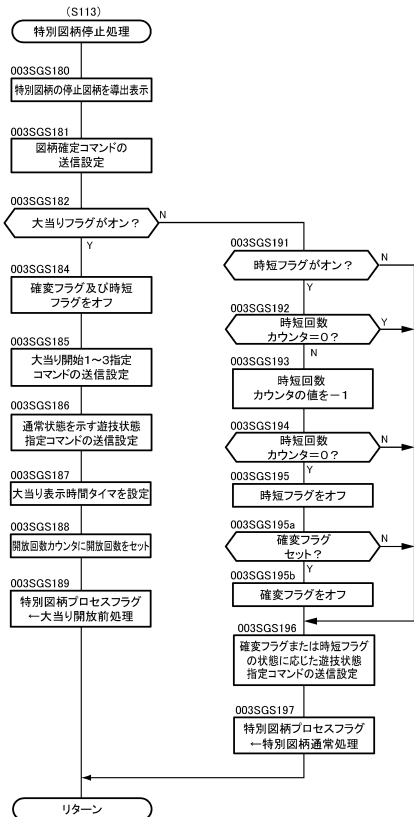 (S113)
特別図柄停止処理
003SGS180
特別図柄の停止図柄を導出表示
003SGS181
図柄確定コマンドの
送信設定
003SGS182
大当りフラグがオン？
N
Y
003SGS184
確変フラグ及び時短
フラグをオフ
003SGS185
大当り開始1～3指定
コマンドの送信設定
003SGS186
通常状態を示す遊技状態
指定コマンドの送信設定
003SGS187
大当り表示時間タイマを設定
003SGS188
開放回数カウンタに開放回数をセット
003SGS189
特別図柄プロセスフラグ
←大当り開放前処理
003SGS191
時短フラグがオン？
N
Y
003SGS192
時短回数
カウンタ＝0？
Y
N
003SGS193
時短回数
カウンタの値を－1
003SGS194
時短回数
カウンタ＝0？
N
Y
003SGS195
時短フラグをオフ
003SGS195a
確変フラグ
セット？
N
Y
003SGS195b
確変フラグをオフ
003SGS196
確変フラグまたは時短フラグ
の状態に応じた遊技状態
指定コマンドの送信設定
003SGS197
特別図柄プロセスフラグ
←特別図柄通常処理
リターン